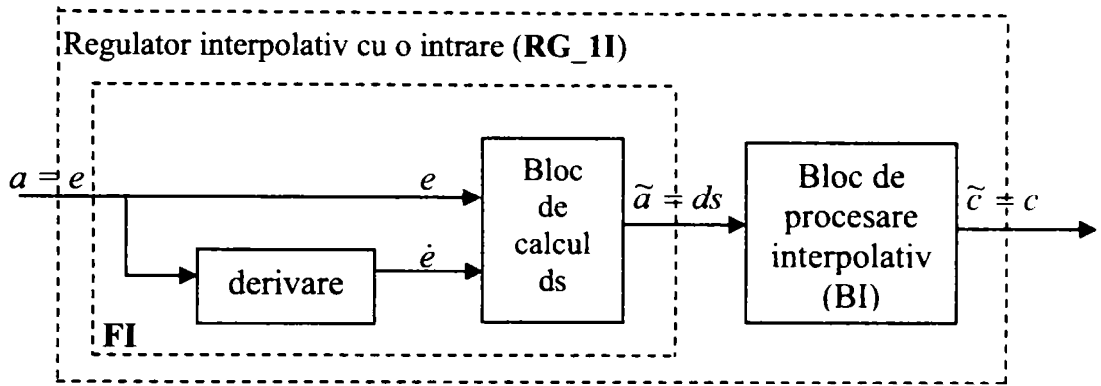 Regulator interpolativ cu o intrare (RG_1I)
a = e
e
ė
derivare
FI
Bloc
de
calcul
ds
ã = ds
Bloc de
procesare
interpolativ
(BI)
c̃ = c